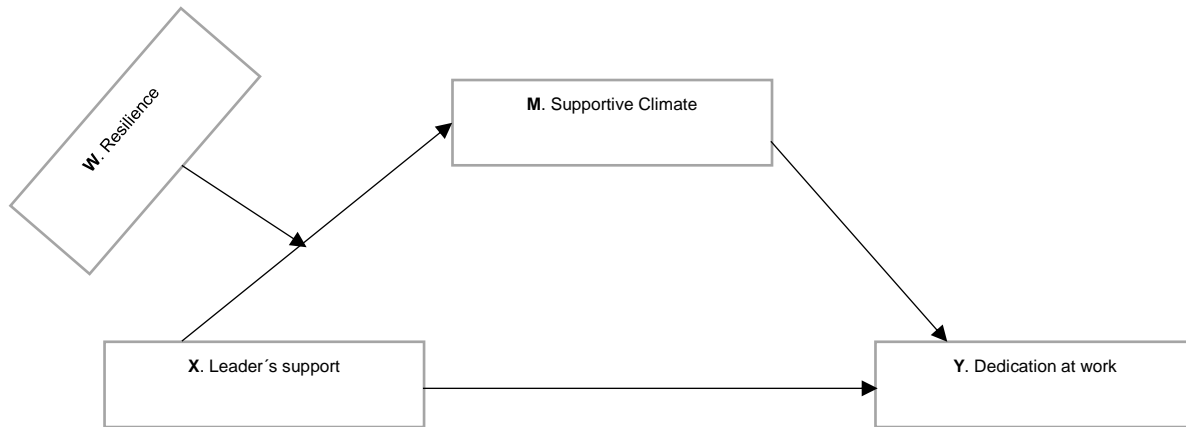 W. Resilience
M. Supportive Climate
X. Leader´s support
Y. Dedication at work